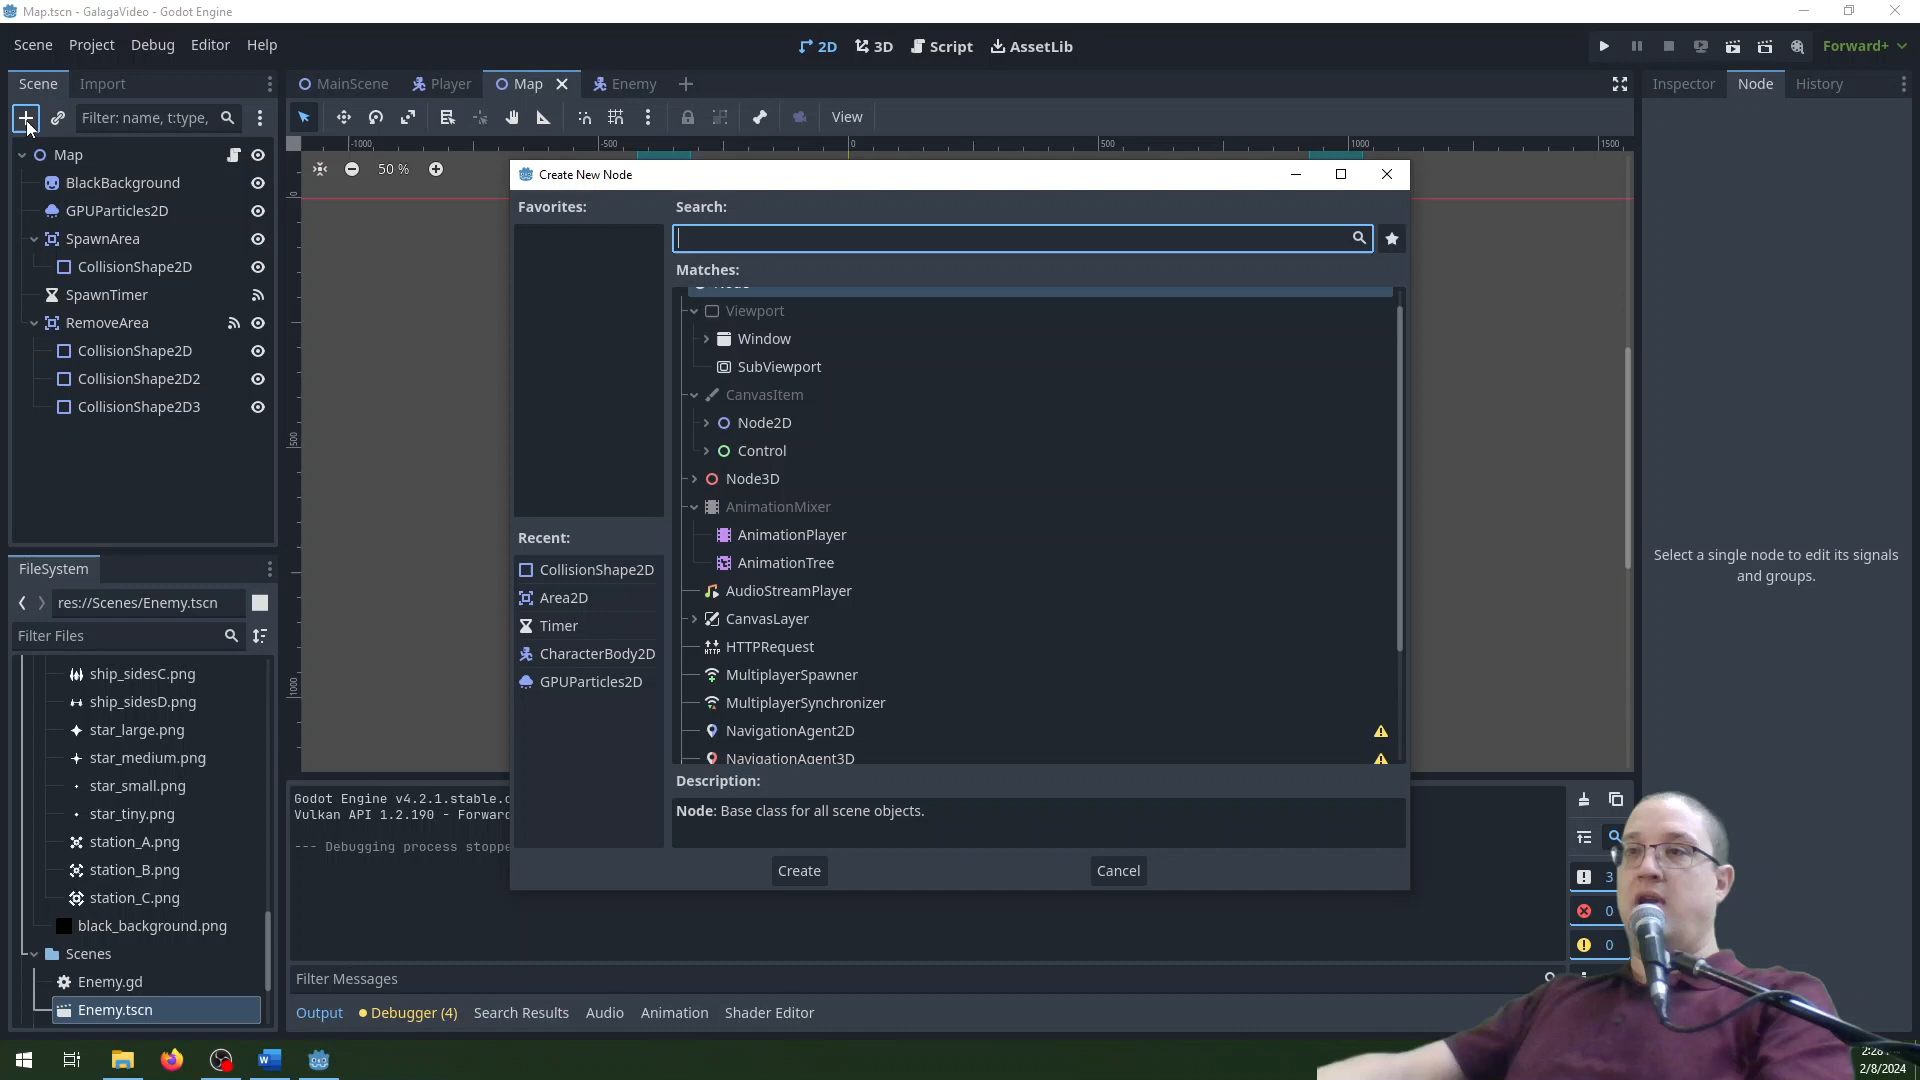 Map.tscn - GalagaVideo - Godot Engine
Scene Project Debug Editor Help
2D 3D Script AssetLib
Forward+
Scene Import
MainScene Player Map Enemy
Inspector Node History
Filter: name, t:type,
View
-1000 -500 0 500 1000 1500
50 %
Map
BlackBackground
GPUParticles2D
SpawnArea
CollisionShape2D
SpawnTimer
RemoveArea
CollisionShape2D
CollisionShape2D2
CollisionShape2D3
0
500
1000
Create New Node
Favorites:
Search:
Matches:
Viewport
Window
SubViewport
CanvasItem
Node2D
Control
Node3D
AnimationMixer
AnimationPlayer
AnimationTree
AudioStreamPlayer
CanvasLayer
HTTPRequest
MultiplayerSpawner
MultiplayerSynchronizer
NavigationAgent2D
NavigationAgent3D
Recent:
CollisionShape2D
Area2D
Timer
CharacterBody2D
GPUParticles2D
Description:
Node: Base class for all scene objects.
Create Cancel
Select a single node to edit its signals
and groups.
FileSystem
res://Scenes/Enemy.tscn
Filter Files
ship_sidesC.png
ship_sidesD.png
star_large.png
star_medium.png
star_small.png
star_tiny.png
station_A.png
station_B.png
station_C.png
black_background.png
Scenes
Enemy.gd
Enemy.tscn
Godot Engine v4.2.1.stable.
Vulkan API 1.2.190 - Forwar
--- Debugging process stopp
3
0
0
Filter Messages
Output Debugger (4) Search Results Audio Animation Shader Editor
2:28
2/8/2024